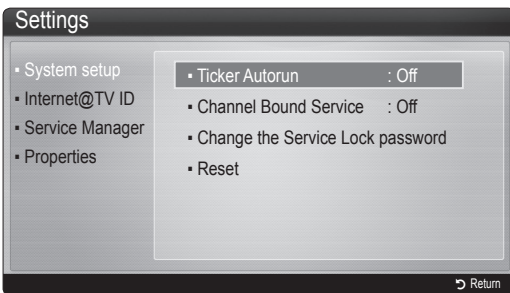 Settings
▪ System setup
▪ Internet@TV ID
▪ Service Manager
▪ Properties
▪ Ticker Autorun : Off
▪ Channel Bound Service : Off
▪ Change the Service Lock password
▪ Reset
Return